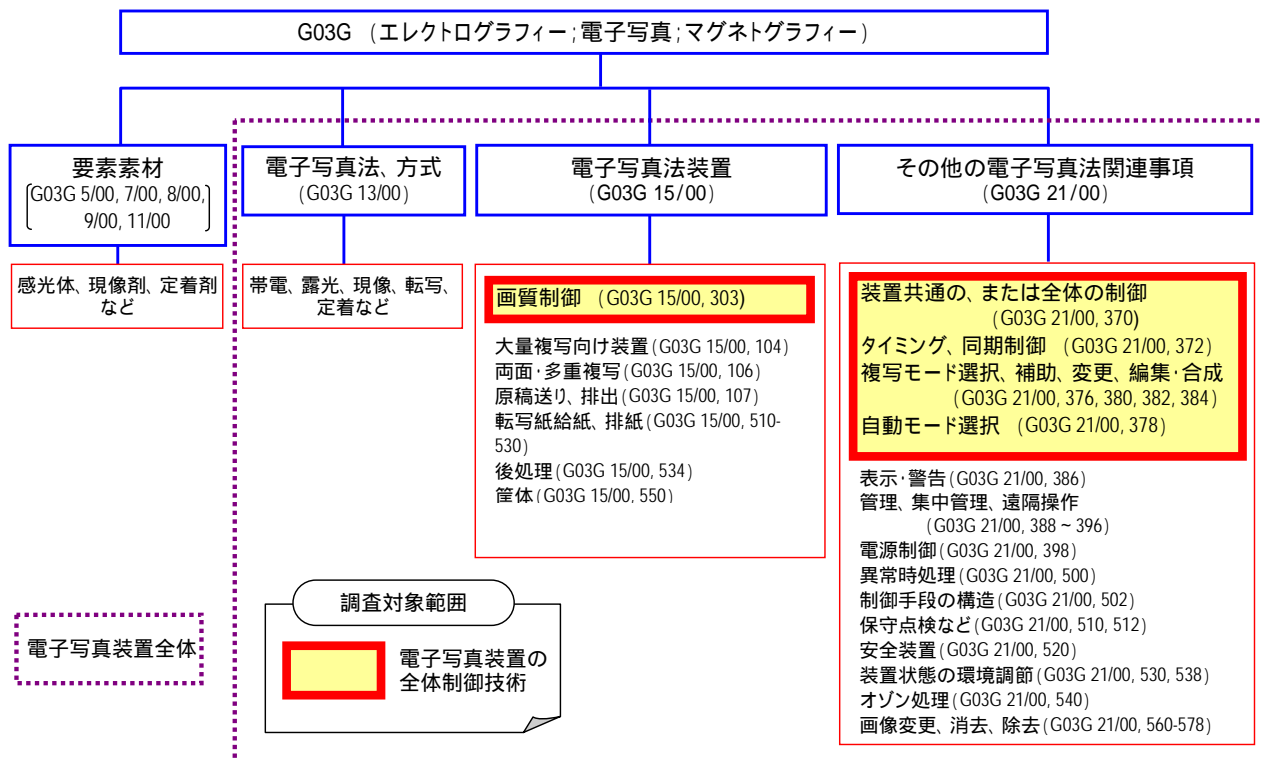 G03G （エレクトログラフィー；電子写真；マグネトグラフィー）
要素素材
G03G 5/00, 7/00, 8/00,
9/00, 11/00
感光体、現像剤、定着剤
など
電子写真法、方式
（G03G 13/00）
帯電、露光、現像、転写、
定着など
電子写真法装置
（G03G 15/00）
画質制御 （G03G 15/00, 303）
大量複写向け装置（G03G 15/00, 104）
両面・多重複写（G03G 15/00, 106）
原稿送り、排出（G03G 15/00, 107）
転写紙給紙、排紙（G03G 15/00, 510-
530）
後処理（G03G 15/00, 534）
筐体（G03G 15/00, 550）
その他の電子写真法関連事項
（G03G 21/00）
装置共通の、または全体の制御
（G03G 21/00, 370）
タイミング、同期制御 （G03G 21/00, 372）
複写モード選択、補助、変更、編集・合成
（G03G 21/00, 376, 380, 382, 384）
自動モード選択 （G03G 21/00, 378）
表示・警告（G03G 21/00, 386）
管理、集中管理、遠隔操作
（G03G 21/00, 388～396）
電源制御（G03G 21/00, 398）
異常時処理（G03G 21/00, 500）
制御手段の構造（G03G 21/00, 502）
保守点検など（G03G 21/00, 510, 512）
安全装置（G03G 21/00, 520）
装置状態の環境調節（G03G 21/00, 530, 538）
オゾン処理（G03G 21/00, 540）
画像変更、消去、除去（G03G 21/00, 560-578）
電子写真装置全体
調査対象範囲
電子写真装置の
全体制御技術